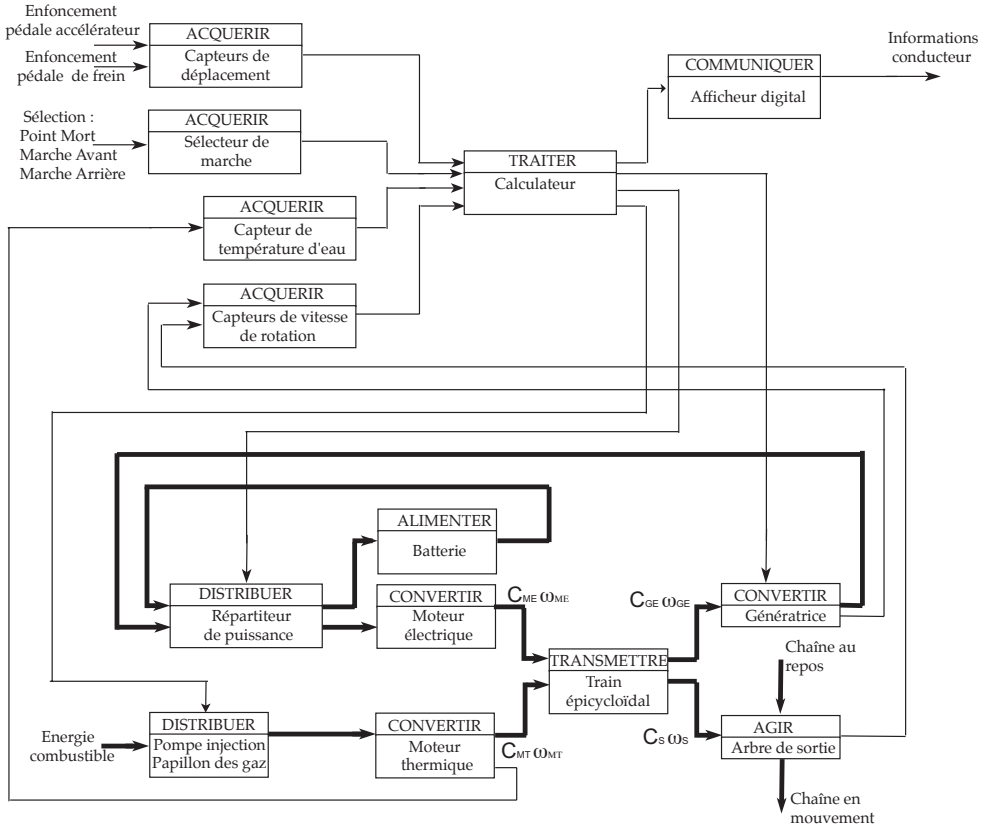 Enfoncement
pédale accélérateur
Enfoncement
pédale de frein
ACQUERIR
Capteurs de
déplacement
Informations
conducteur
COMMUNIQUER
Afficheur digital
Sélection :
Point Mort
Marche Avant
Marche Arrière
ACQUERIR
Sélecteur de
marche
TRAITER
Calculateur
ACQUERIR
Capteur de
température d'eau
ACQUERIR
Capteurs de vitesse
de rotation
ALIMENTER
Batterie
DISTRIBUER
Répartiteur
de puissance
CONVERTIR
Moteur
électrique
CME ωME
CGE ωGE
CONVERTIR
Génératrice
TRANSMETTRE
Train
épicycloïdal
Chaîne au
repos
Energie
combustible
DISTRIBUER
Pompe injection
Papillon des gaz
CONVERTIR
Moteur
thermique
CMT ωMT
CS ωS
AGIR
Arbre de sortie
Chaîne en
mouvement